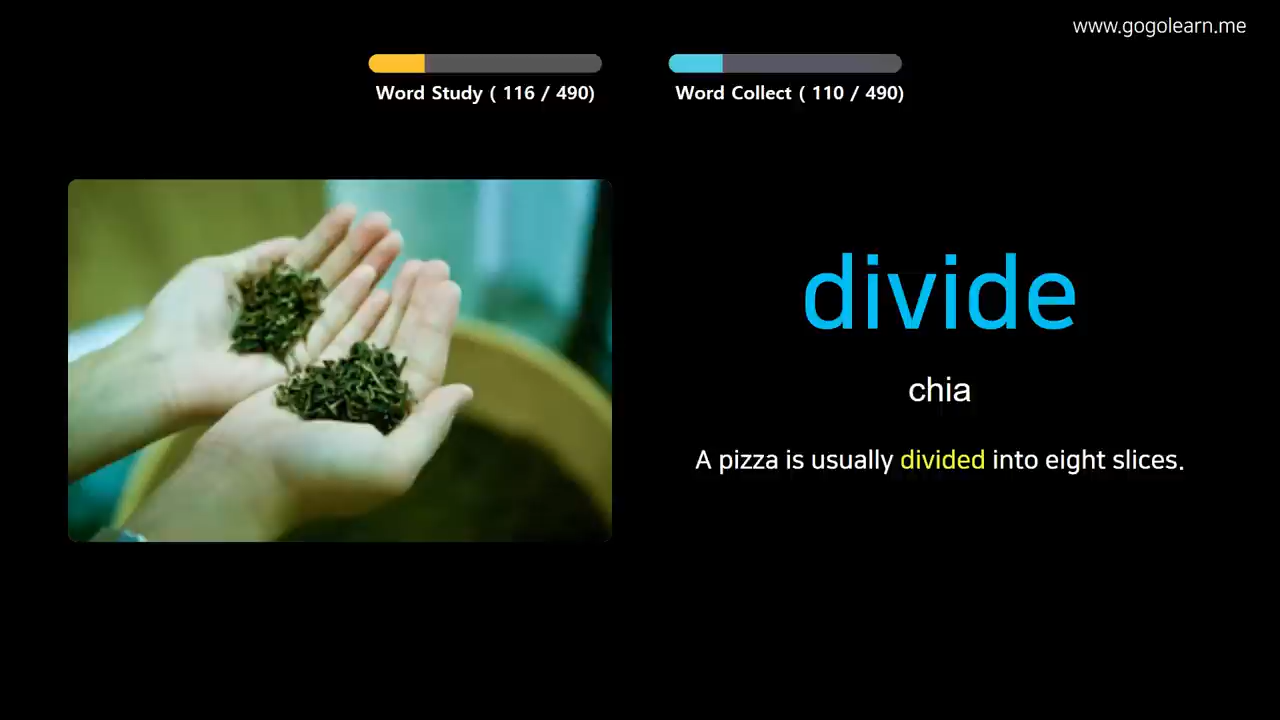 www.gogolearn.me
Word Study ( 116 / 490)
Word Collect ( 110 / 490)
divide
chia
A pizza is usually divided into eight slices.